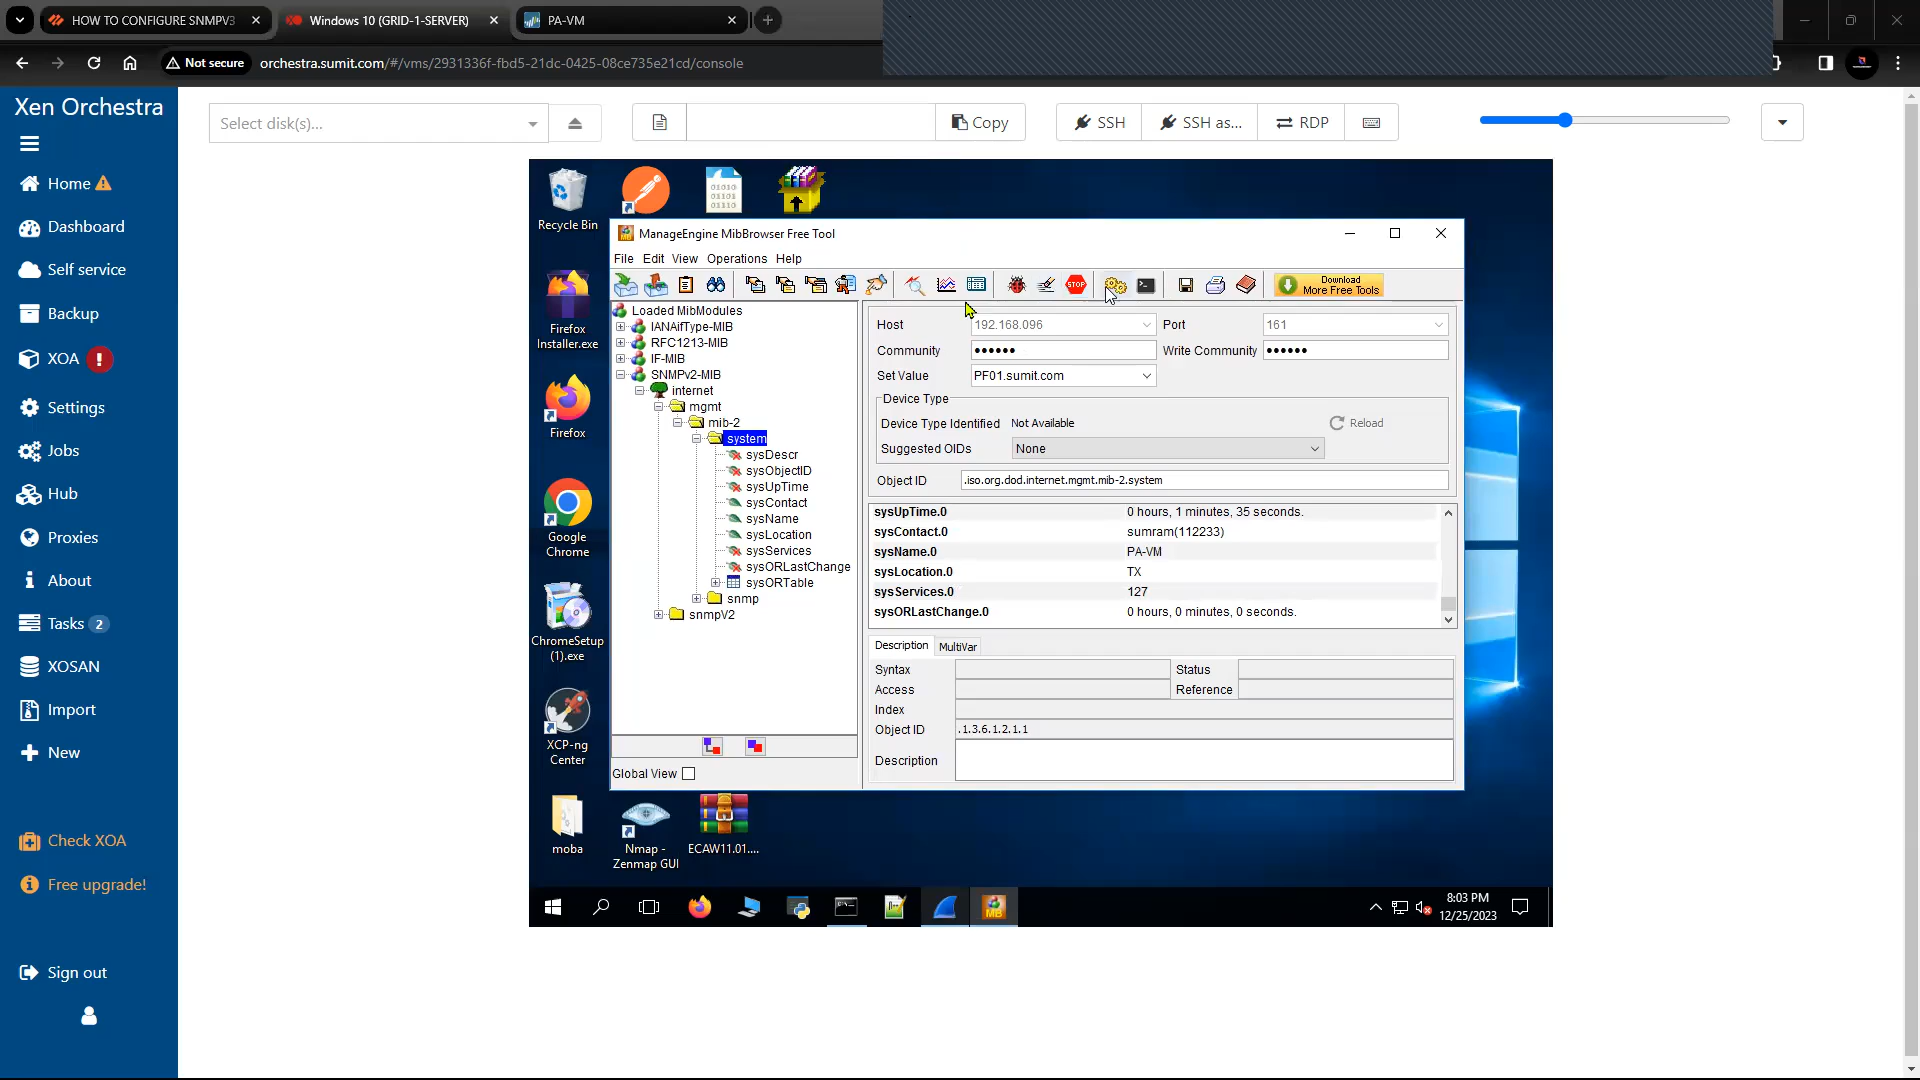 HOW TO CONFIGURE SNMPV3
Windows 10 (GRID-1-SERVER)
PA-VM
Not secure
orchestra.sumit.com/#/vms/2931336f-fbd5-21dc-0425-08ce735e21cd/console
Xen Orchestra
Home
Dashboard
Self service
Backup
XOA
Settings
Jobs
Hub
Proxies
About
Tasks 2
XOSAN
Import
New
Check XOA
Free upgrade!
Sign out
Select disk(s)...
Copy
SSH
SSH as...
RDP
Recycle Bin
Firefox
Installer.exe
Firefox
Google
Chrome
ChromeSetup
(1).exe
XCP-ng
Center
moba
Nmap -
Zenmap GUI
ECAW11.01....
ManageEngine MibBrowser Free Tool
File Edit View Operations Help
STOP
Download
More Free Tools
Loaded MibModules
IANAifType-MIB
RFC1213-MIB
IF-MIB
SNMPv2-MIB
internet
mgmt
mib-2
system
sysDescr
sysObjectID
sysUpTime
sysContact
sysName
sysLocation
sysServices
sysORLastChange
sysORTable
snmp
snmpV2
Global View
Host 192.168.096 Port 161
Community •••••• Write Community ••••••
Set Value PF01.sumit.com
Device Type
Device Type Identified Not Available Reload
Suggested OIDs None
Object ID .iso.org.dod.internet.mgmt.mib-2.system
sysUpTime.0 0 hours, 1 minutes, 35 seconds.
sysContact.0 sumram(112233)
sysName.0 PA-VM
sysLocation.0 TX
sysServices.0 127
sysORLastChange.0 0 hours, 0 minutes, 0 seconds.
Description MultiVar
Syntax Status
Access Reference
Index
Object ID .1.3.6.1.2.1.1
Description
8:03 PM
12/25/2023